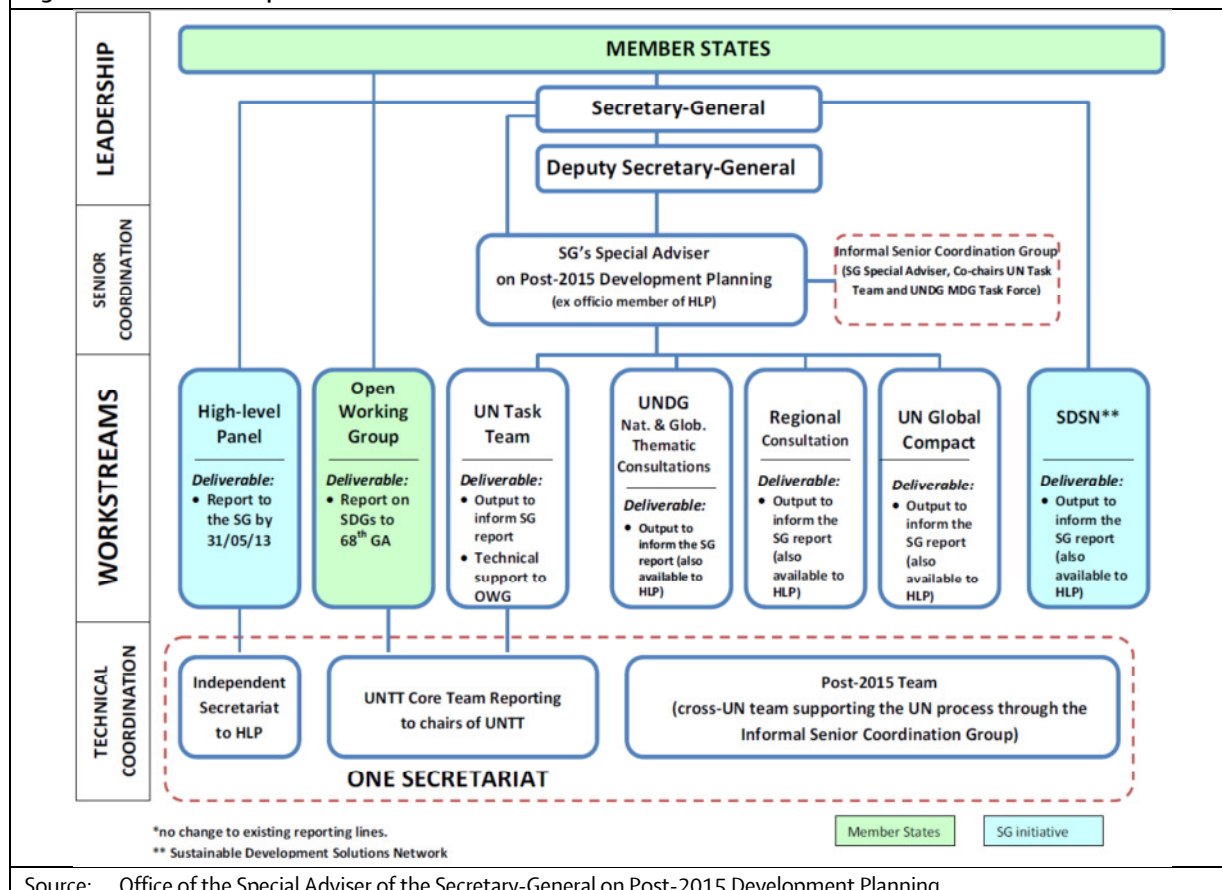 LEADERSHIP
MEMBER STATES
Secretary-General
Deputy Secretary-General
SENIOR
COORDINATION
SG's Special Adviser
on Post-2015 Development Planning
(ex officio member of HLP)
Informal Senior Coordination Group
(SG Special Adviser, Co-chairs UN Task
Team and UNDG MDG Task Force)
WORKSTREAMS
High-level
Panel
Deliverable:
• Report to
the SG by
31/05/13
Open
Working
Group
Deliverable:
• Report on
SDGs to
68th GA
UN Task
Team
Deliverable:
• Output to
inform SG
report
• Technical
support to
OWG
UNDG
Nat. & Glob.
Thematic
Consultations
Deliverable:
• Output to
inform the SG
report (also
available to
HLP)
Regional
Consultation
Deliverable:
• Output to
inform the
SG report
(also
available to
HLP)
UN Global
Compact
Deliverable:
• Output to
inform the
SG report
(also
available to
HLP)
SDSN**
Deliverable:
• Output to
inform the
SG report
(also
available to
HLP)
TECHNICAL
COORDINATION
Independent
Secretariat
to HLP
UNTT Core Team Reporting
to chairs of UNTT
Post-2015 Team
(cross-UN team supporting the UN process through the
Informal Senior Coordination Group)
ONE SECRETARIAT
*no change to existing reporting lines.
** Sustainable Development Solutions Network
Member States
SG initiative
Source: Office of the Special Adviser of the Secretary-General on Post-2015 Development Planning